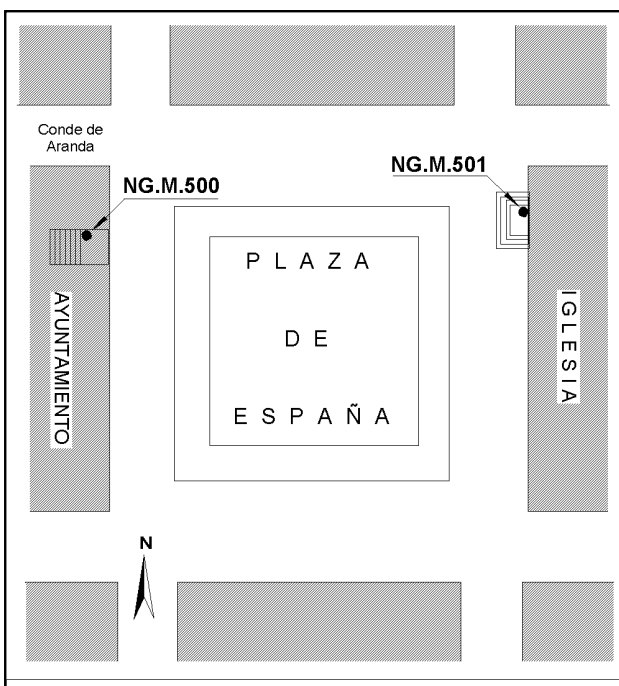 Conde de
Aranda
NG.M.500
NG.M.501
PLAZA
DE
ESPAÑA
AYUNTAMIENTO
IGLESIA
N